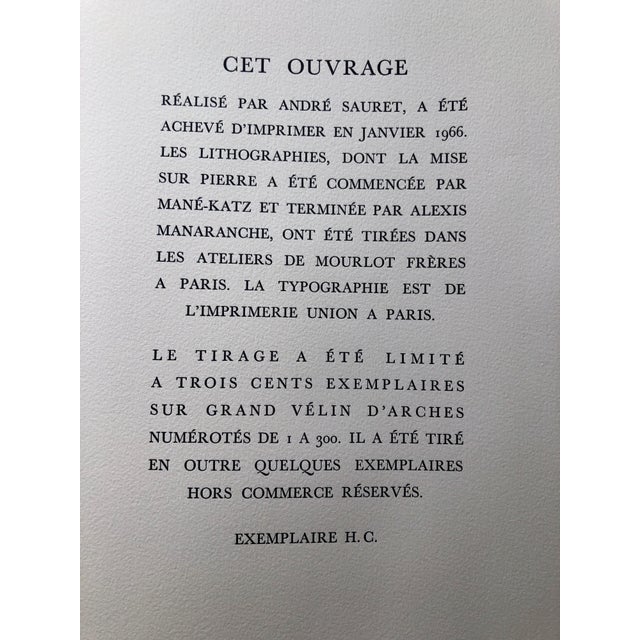 CET OUVRAGE
RÉALISÉ PAR ANDRÉ SAURET, A ÉTÉ
ACHEVÉ D'IMPRIMER EN JANVIER 1966.
LES LITHOGRAPHIES, DONT LA MISE
SUR PIERRE A ÉTÉ COMMENCÉE PAR
MANÉ-KATZ ET TERMINÉE PAR ALEXIS
MANARANCHE, ONT ÉTÉ TIRÉES DANS
LES ATELIERS DE MOURLOT FRÈRES
A PARIS. LA TYPOGRAPHIE EST DE
L'IMPRIMERIE UNION A PARIS.
LE TIRAGE A ÉTÉ LIMITÉ
A TROIS CENTS EXEMPLAIRES
SUR GRAND VÉLIN D'ARCHES
NUMÉROTÉS DE 1 A 300. IL A ÉTÉ TIRÉ
EN OUTRE QUELQUES EXEMPLAIRES
HORS COMMERCE RÉSERVÉS.
EXEMPLAIRE H.C.